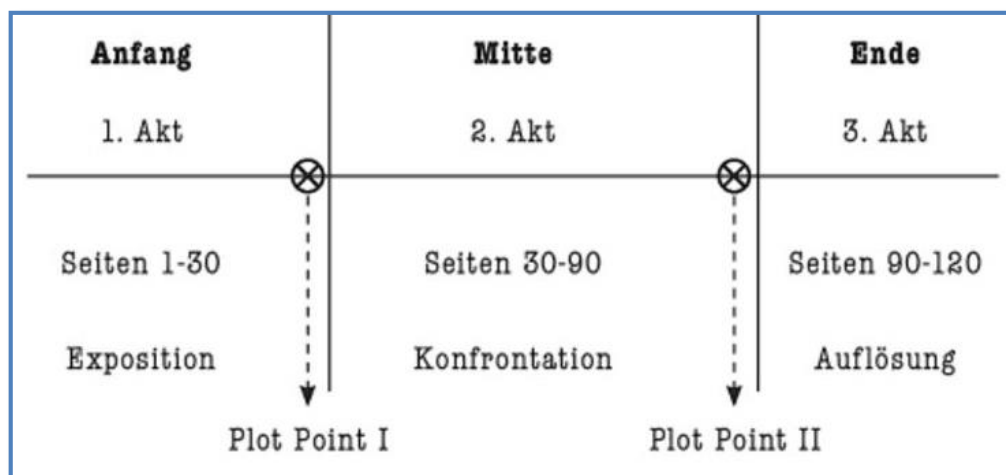 Anfang Mitte Ende
1. Akt 2. Akt 3. Akt
Seiten 1-30 Seiten 30-90 Seiten 90-120
Exposition Konfrontation Auflösung
Plot Point I Plot Point II